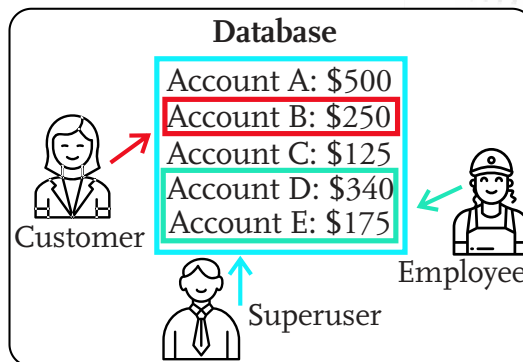 Database
Account A: $500
Account B: $250
Account C: $125
Account D: $340
Account E: $175
Customer
Employee
Superuser